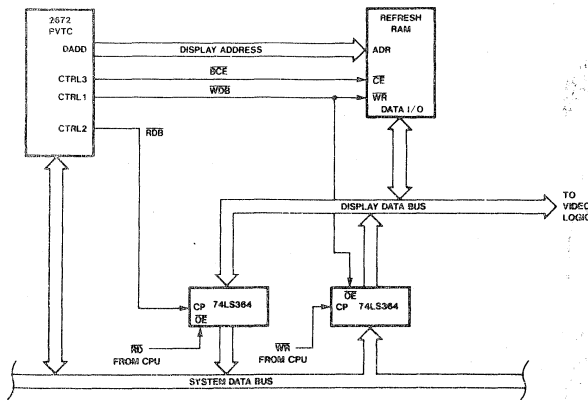 2672
PVTC
DADD
CTRL3
CTRL1
CTRL2
DISPLAY ADDRESS
BCE
WDB
RDB
REFRESH
RAM
ADR
CE
WR
DATA I/O
DISPLAY DATA BUS
TO
VIDEO
LOGIC
CP 74LS364
OE
OE
CP 74LS364
RD
FROM CPU
WR
FROM CPU
SYSTEM DATA BUS